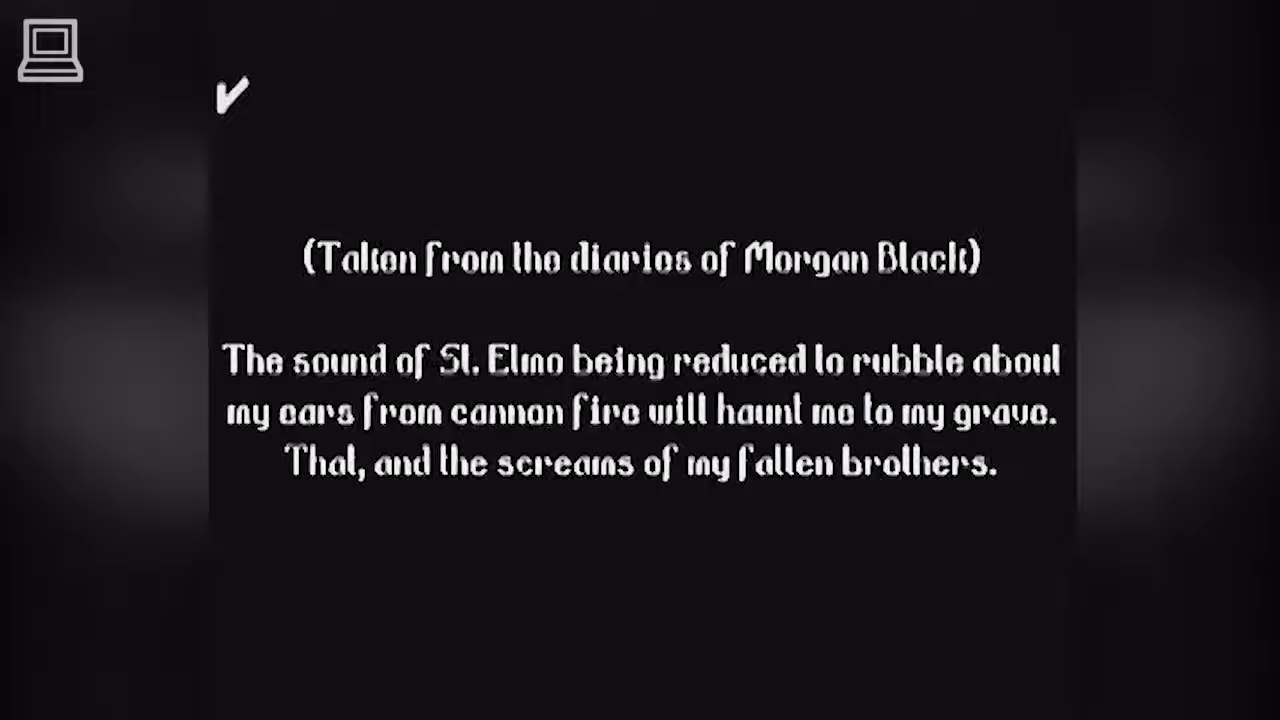 (Taken from the diaries of Morgan Black)
The sound of St. Elmo being reduced to rubble about
my ears from cannon fire will haunt me to my grave.
That, and the screams of my fallen brothers.